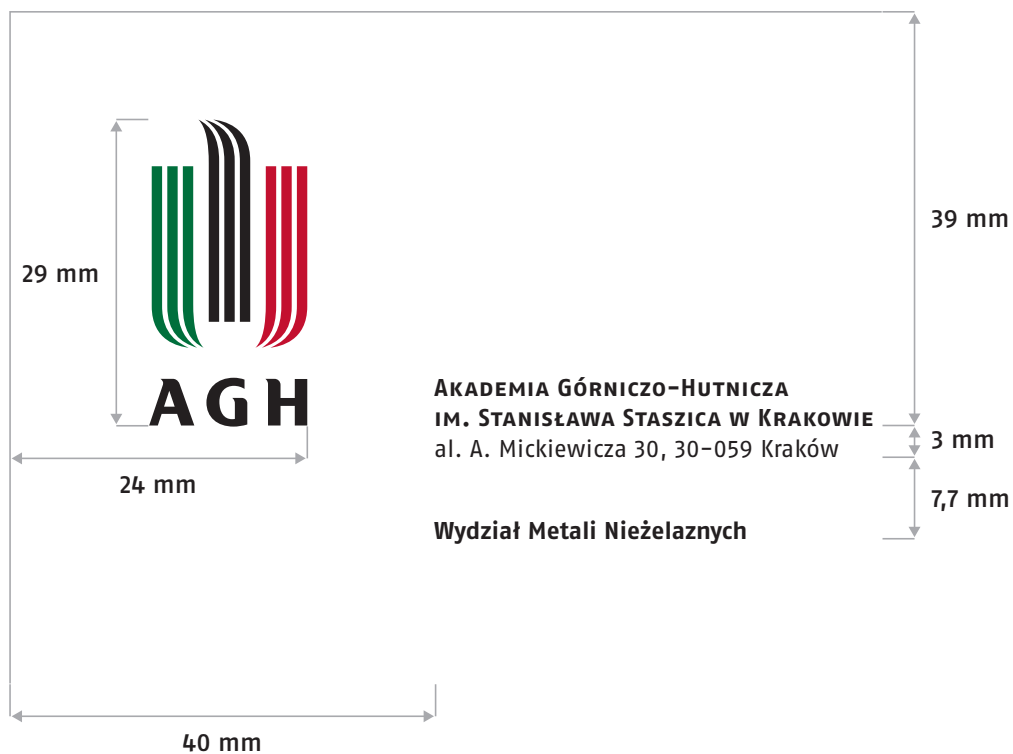 39 mm
29 mm
AGH
AKADEMIA GÓRNICZO-HUTNICZA
IM. STANISŁAWA STASZICA W KRAKOWIE
al. A. Mickiewicza 30, 30-059 Kraków
3 mm
24 mm
7,7 mm
Wydział Metali Nieżelaznych
40 mm